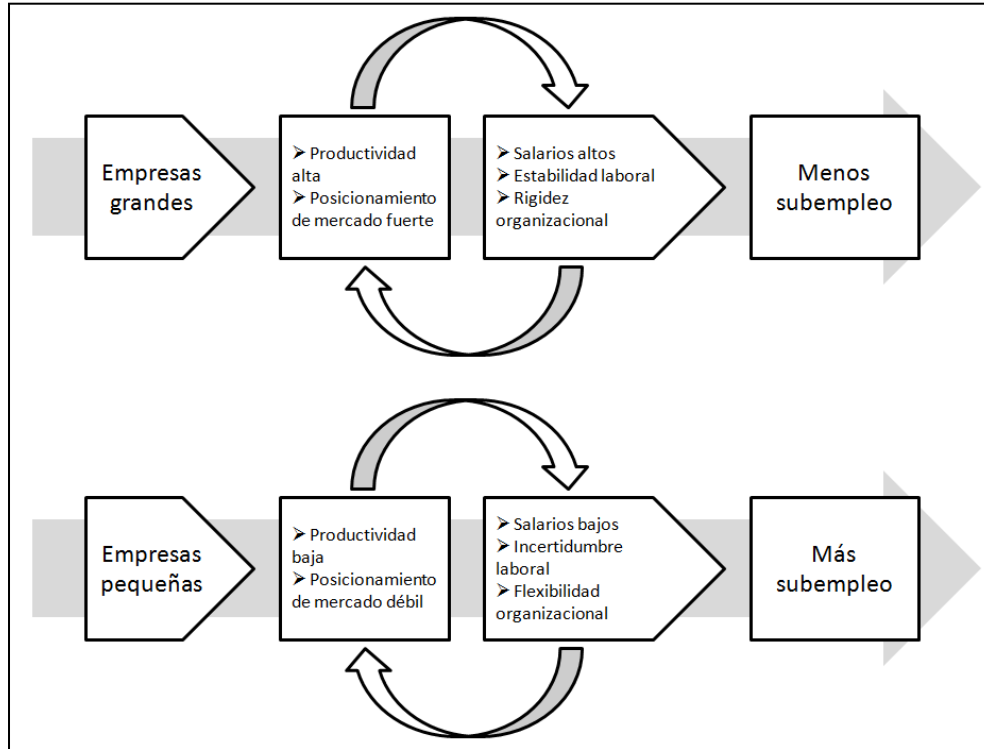 Empresas
grandes
➢ Productividad
alta
➢ Posicionamiento
de mercado fuerte
➢ Salarios altos
➢ Estabilidad laboral
➢ Rigidez
organizacional
Menos
subempleo
Empresas
pequeñas
➢ Productividad
baja
➢ Posicionamiento
de mercado débil
➢ Salarios bajos
➢ Incertidumbre
laboral
➢ Flexibilidad
organizacional
Más
subempleo